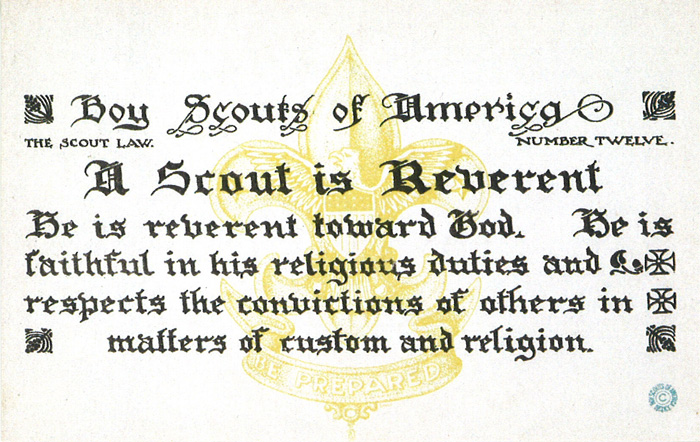 Boy Scouts of America
THE SCOUT LAW. NUMBER TWELVE.
A Scout is Reverent
He is reverent toward God. He is
faithful in his religious duties and
respects the convictions of others in
matters of custom and religion.
BE PREPARED